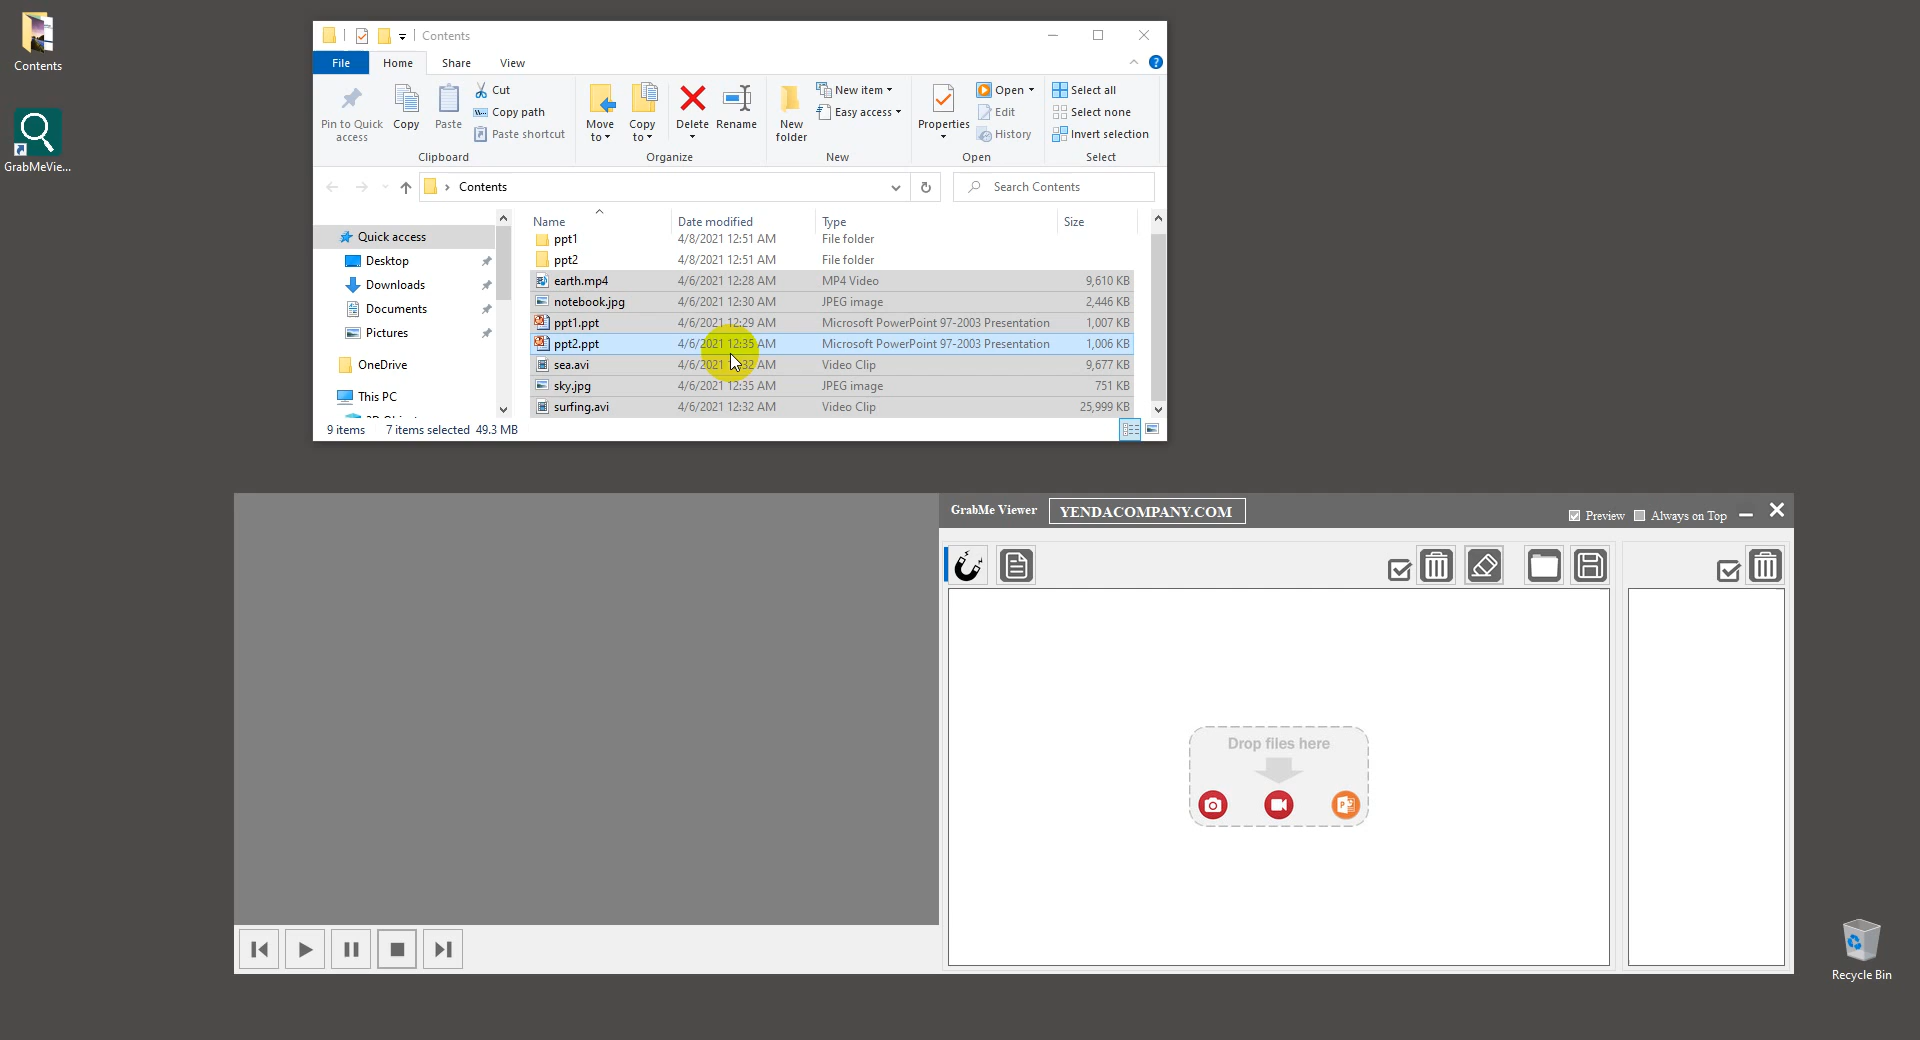 Contents
GrabMeVie...
Contents
File Home Share View
Pin to Quick access
Copy
Paste
Cut
Copy path
Paste shortcut
Clipboard
Move to
Copy to
Delete
Rename
Organize
New folder
New item
Easy access
New
Properties
Open
Edit
History
Open
Select all
Select none
Invert selection
Select
Contents
Search Contents
Quick access
Desktop
Downloads
Documents
Pictures
OneDrive
This PC
Name Date modified Type Size
ppt1 4/8/2021 12:51 AM File folder
ppt2 4/8/2021 12:51 AM File folder
earth.mp4 4/6/2021 12:28 AM MP4 Video 9,610 KB
notebook.jpg 4/6/2021 12:30 AM JPEG image 2,446 KB
ppt1.ppt 4/6/2021 12:29 AM Microsoft PowerPoint 97-2003 Presentation 1,007 KB
ppt2.ppt 4/6/2021 12:35 AM Microsoft PowerPoint 97-2003 Presentation 1,006 KB
sea.avi 4/6/2021 12:32 AM Video Clip 9,677 KB
sky.jpg 4/6/2021 12:35 AM JPEG image 751 KB
surfing.avi 4/6/2021 12:32 AM Video Clip 25,999 KB
9 items 7 items selected 49.3 MB
GrabMe Viewer YENDACOMPANY.COM
Preview Always on Top
Drop files here
Recycle Bin